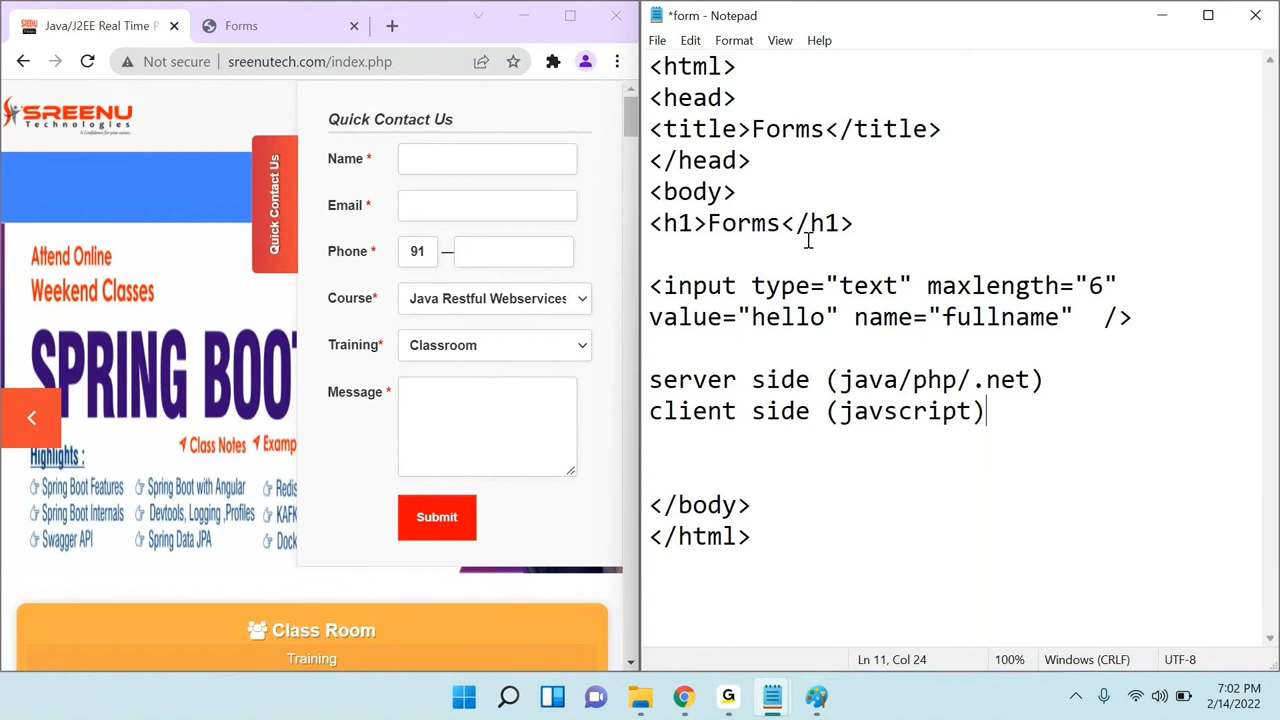 Java/J2EE Real Time P
Forms
Not secure
sreenutech.com/index.php
SREENU
Technologies
Attend Online
Weekend Classes
SPRING BOO
Class Notes
Examp
Highlights :
Spring Boot Features
Spring Boot with Angular
Redis
Spring Boot Internals
Devtools, Logging ,Profiles
KAFK
Swagger API
Spring Data JPA
Dock
Quick Contact Us
Quick Contact Us
Name *
Email *
Phone *
91
—
Course*
Java Restful Webservices
Training*
Classroom
Message *
Submit
Class Room
Training
*form - Notepad
File Edit Format View Help
<html>
<head>
<title>Forms</title>
</head>
<body>
<h1>Forms</h1>
<input type="text" maxlength="6"
value="hello" name="fullname"  />
server side (java/php/.net)
client side (javscript)
</body>
</html>
Ln 11, Col 24
100%
Windows (CRLF)
UTF-8
G
7:02 PM
2/14/2022